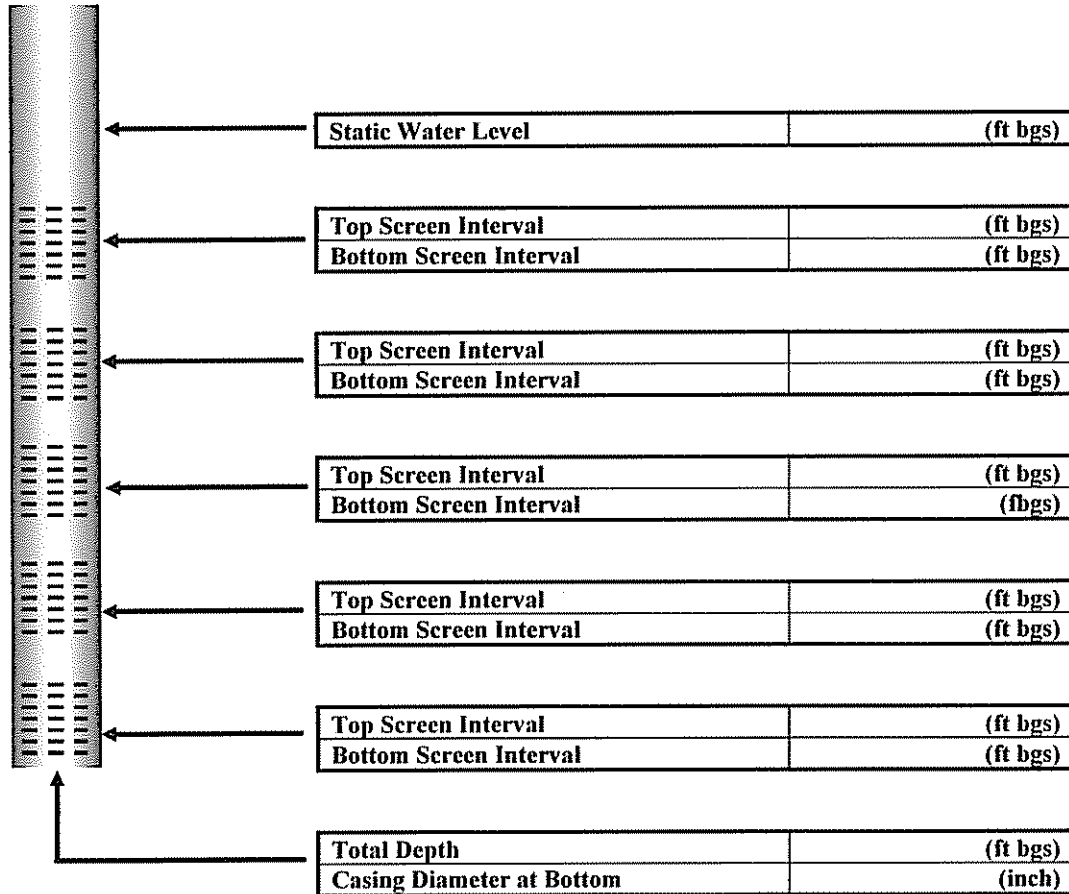 Static Water Level (ft bgs)
Top Screen Interval (ft bgs)
Bottom Screen Interval (ft bgs)
Top Screen Interval (ft bgs)
Bottom Screen Interval (ft bgs)
Top Screen Interval (ft bgs)
Bottom Screen Interval (fbgs)
Top Screen Interval (ft bgs)
Bottom Screen Interval (ft bgs)
Top Screen Interval (ft bgs)
Bottom Screen Interval (ft bgs)
Total Depth (ft bgs)
Casing Diameter at Bottom (inch)